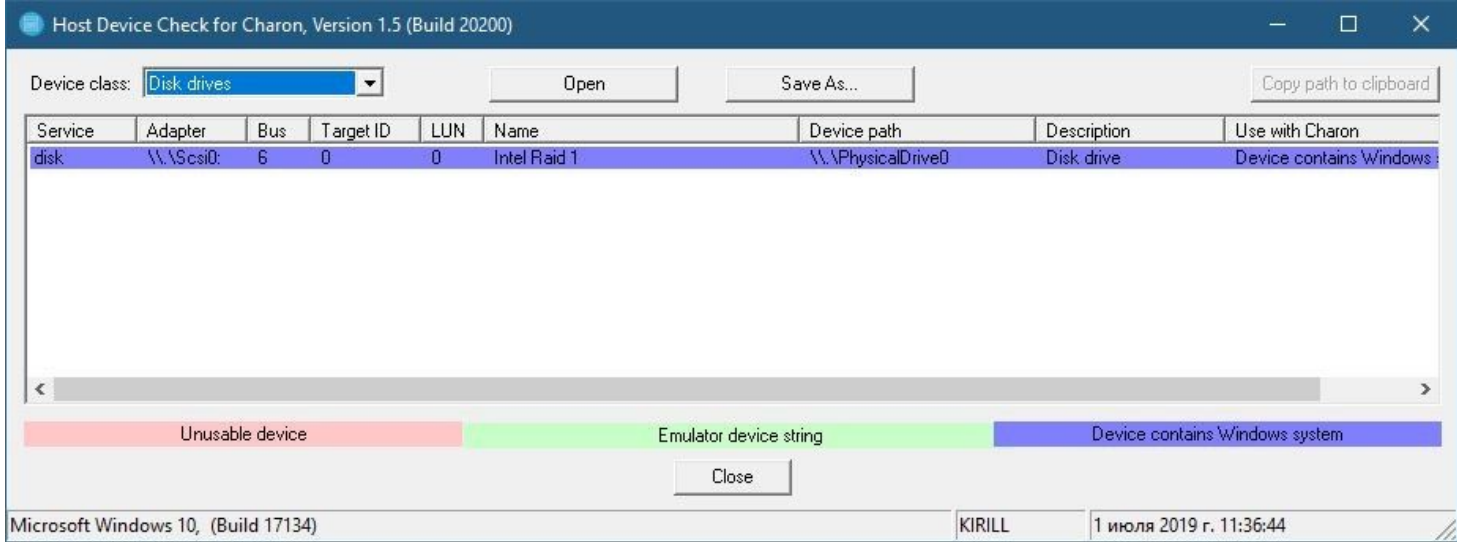 Host Device Check for Charon, Version 1.5 (Build 20200)
Device class: Disk drives Open Save As... Copy path to clipboard
Service Adapter Bus Target ID LUN Name Device path Description Use with Charon
disk \\.\Scsi0: 6 0 0 Intel Raid 1 \\.\PhysicalDrive0 Disk drive Device contains Windows
Unusable device Emulator device string Device contains Windows system
Close
Microsoft Windows 10, (Build 17134) KIRILL 1 июля 2019 г. 11:36:44